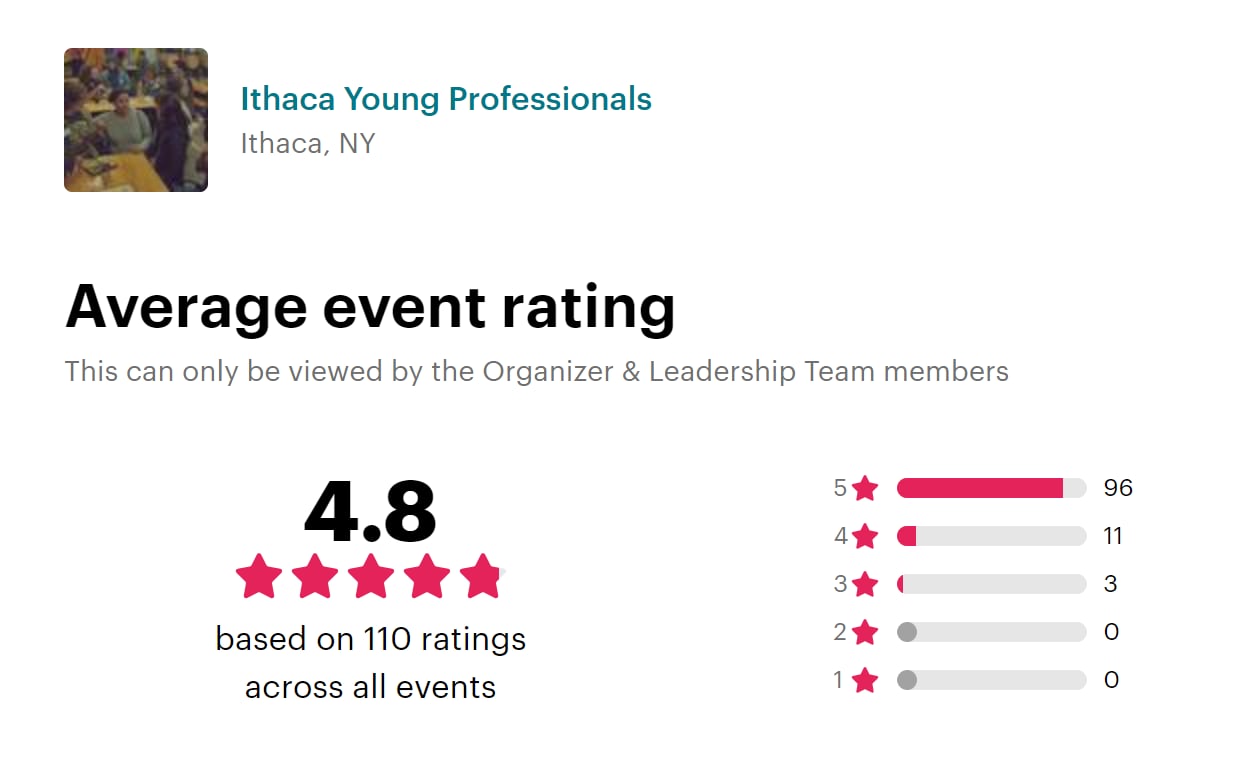 Ithaca Young Professionals
Ithaca, NY
Average event rating
This can only be viewed by the Organizer & Leadership Team members
4.8
based on 110 ratings
across all events
5 96
4 11
3 3
2 0
1 0